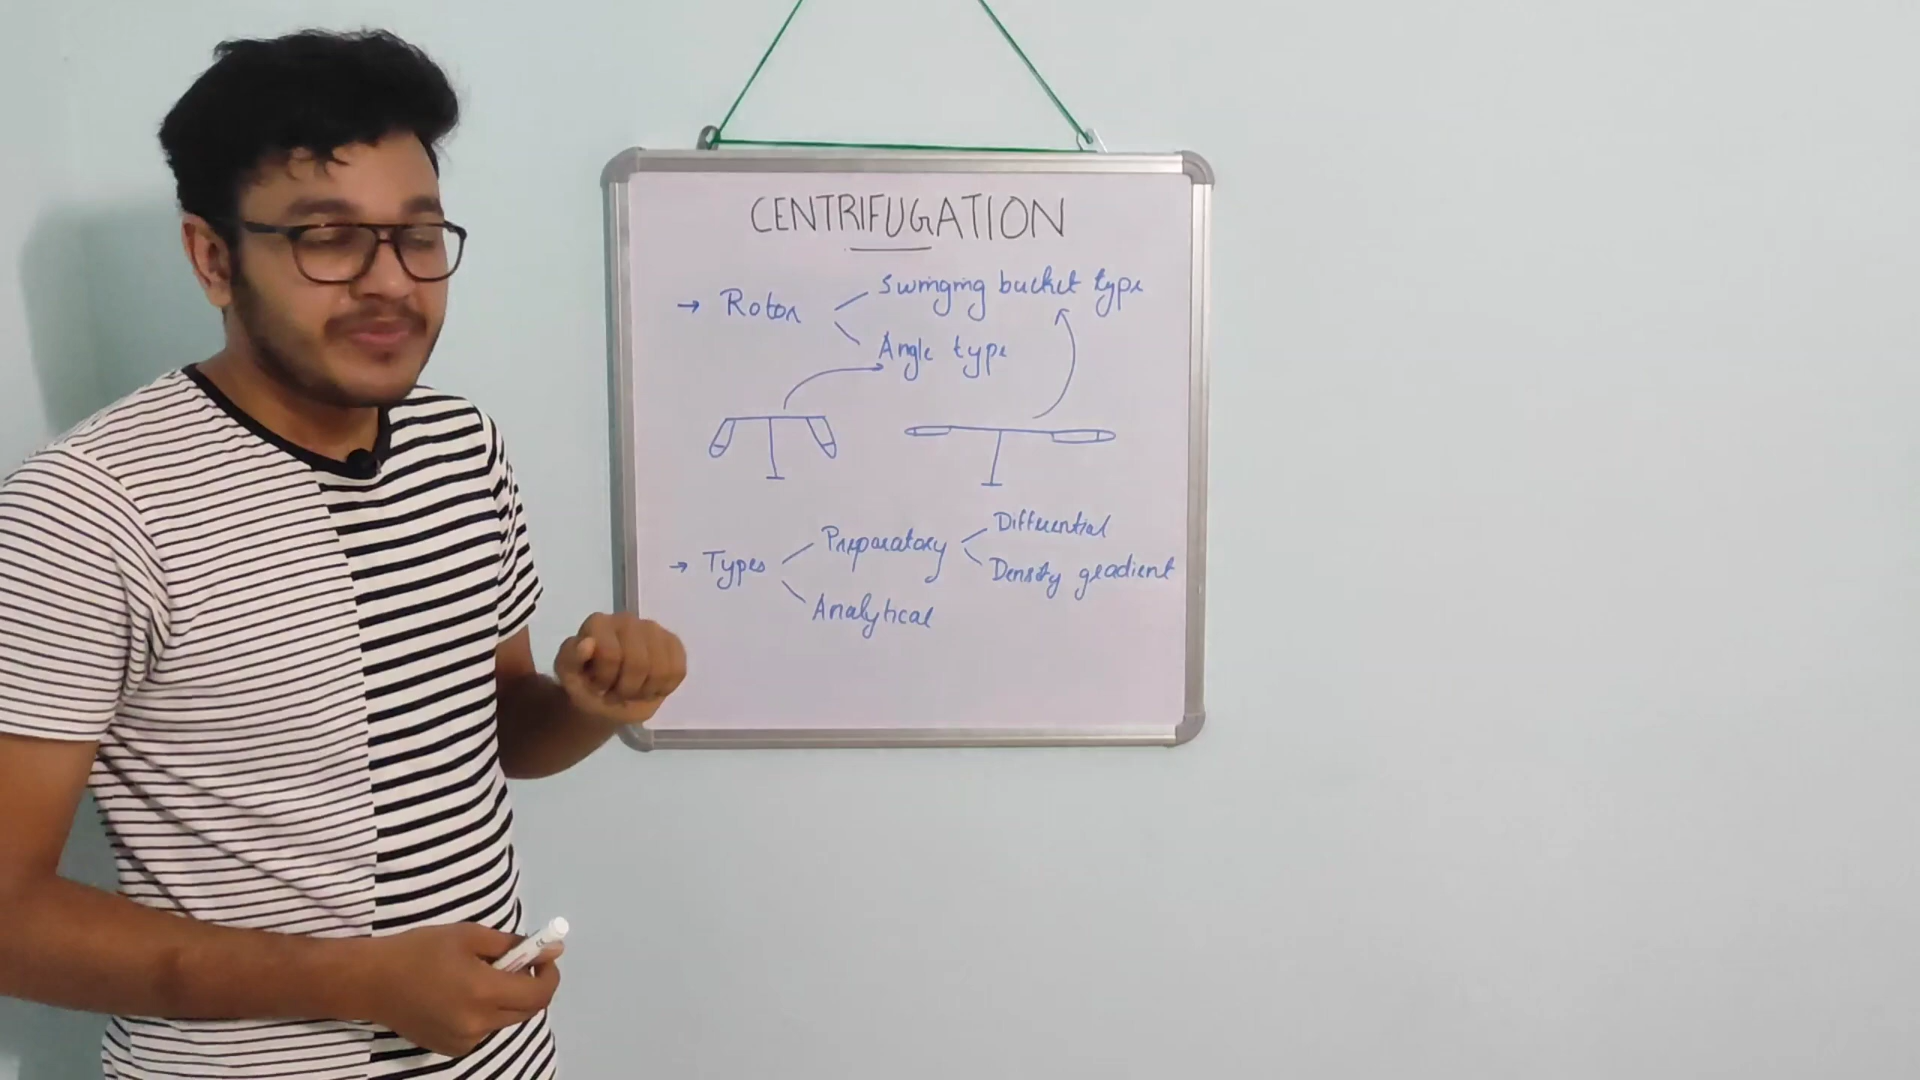 CENTRIFUGATION
→ Rotor
Swinging bucket type
Angle type
→ Types
Preparatory
Differential
Density gradient
Analytical